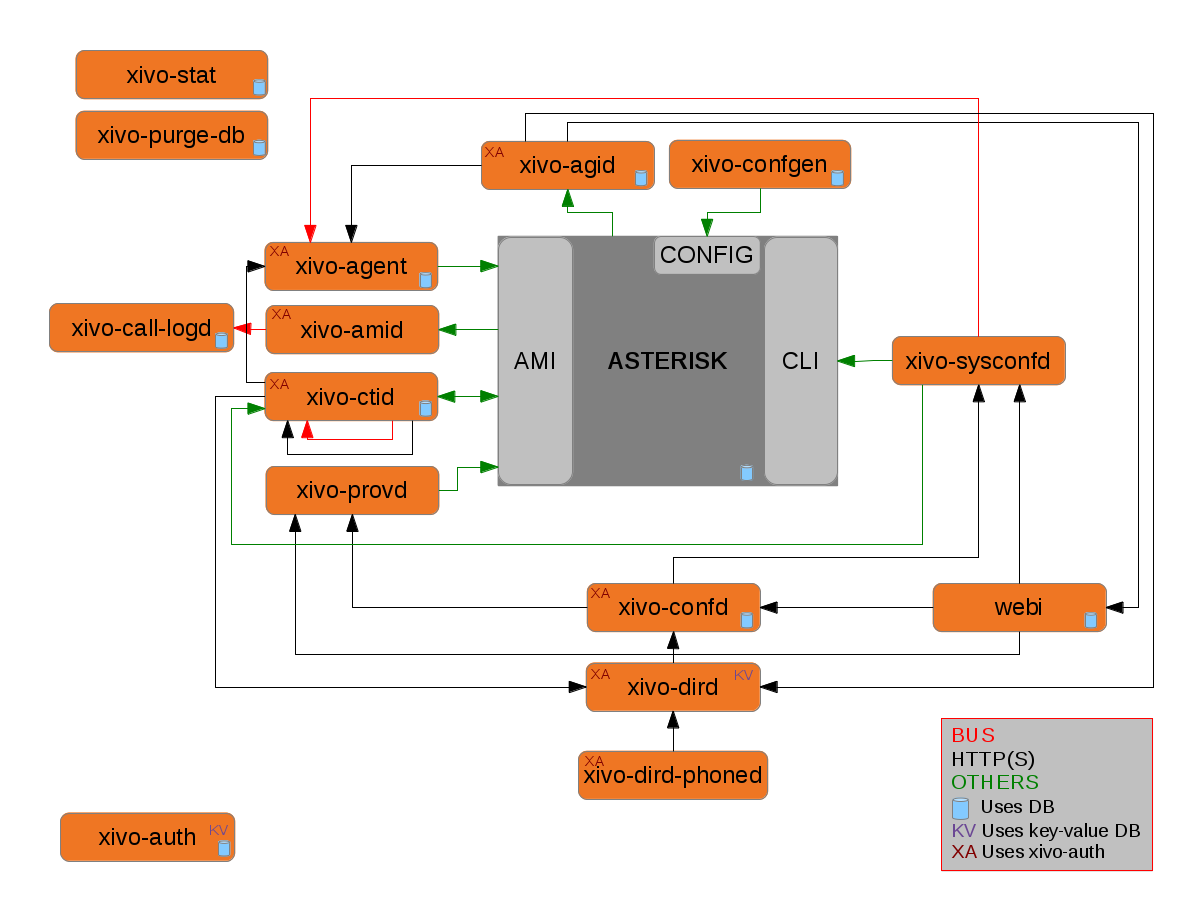 xivo-stat
xivo-purge-db
XA
xivo-agid
xivo-confgen
XA
xivo-agent
CONFIG
xivo-call-logd
XA
xivo-amid
AMI
ASTERISK
CLI
xivo-sysconfd
XA
xivo-ctid
xivo-provd
XA
xivo-confd
webi
XA
xivo-dird
KV
XA
xivo-dird-phoned
xivo-auth
KV
BUS
HTTP(S)
OTHERS
Uses DB
KV Uses key-value DB
XA Uses xivo-auth